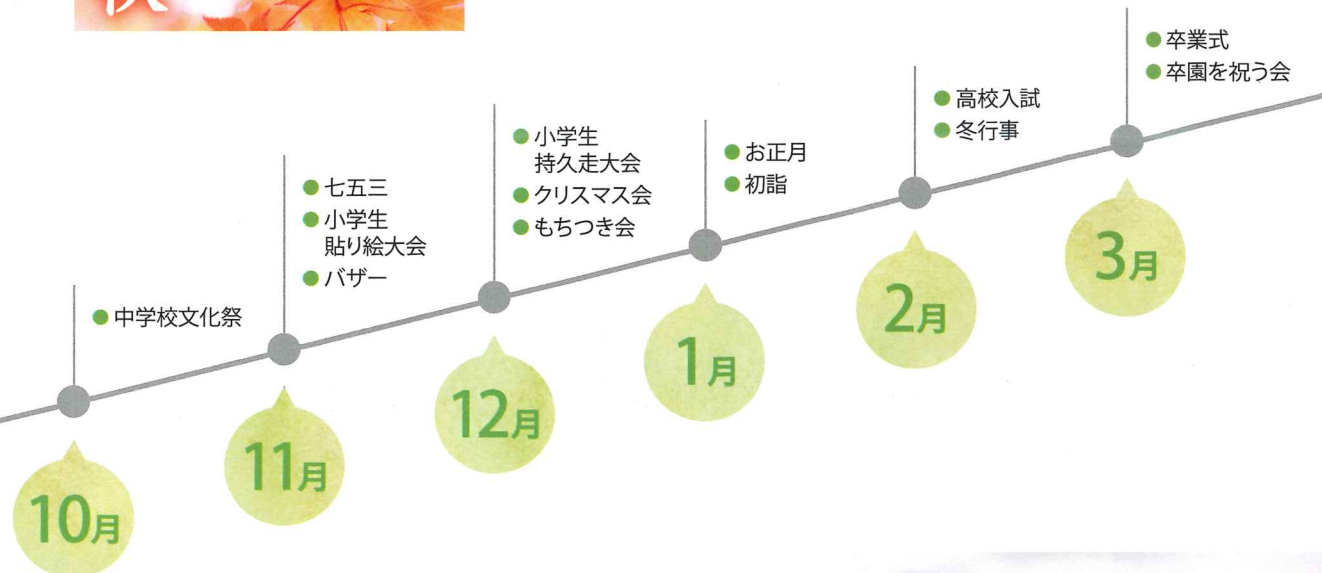 秋
● 中学校文化祭
10月
● 七五三
● 小学生
貼り絵大会
● バザー
11月
● 小学生
持久走大会
● クリスマス会
● もちつき会
12月
● お正月
● 初詣
1月
● 高校入試
● 冬行事
2月
● 卒業式
● 卒園を祝う会
3月